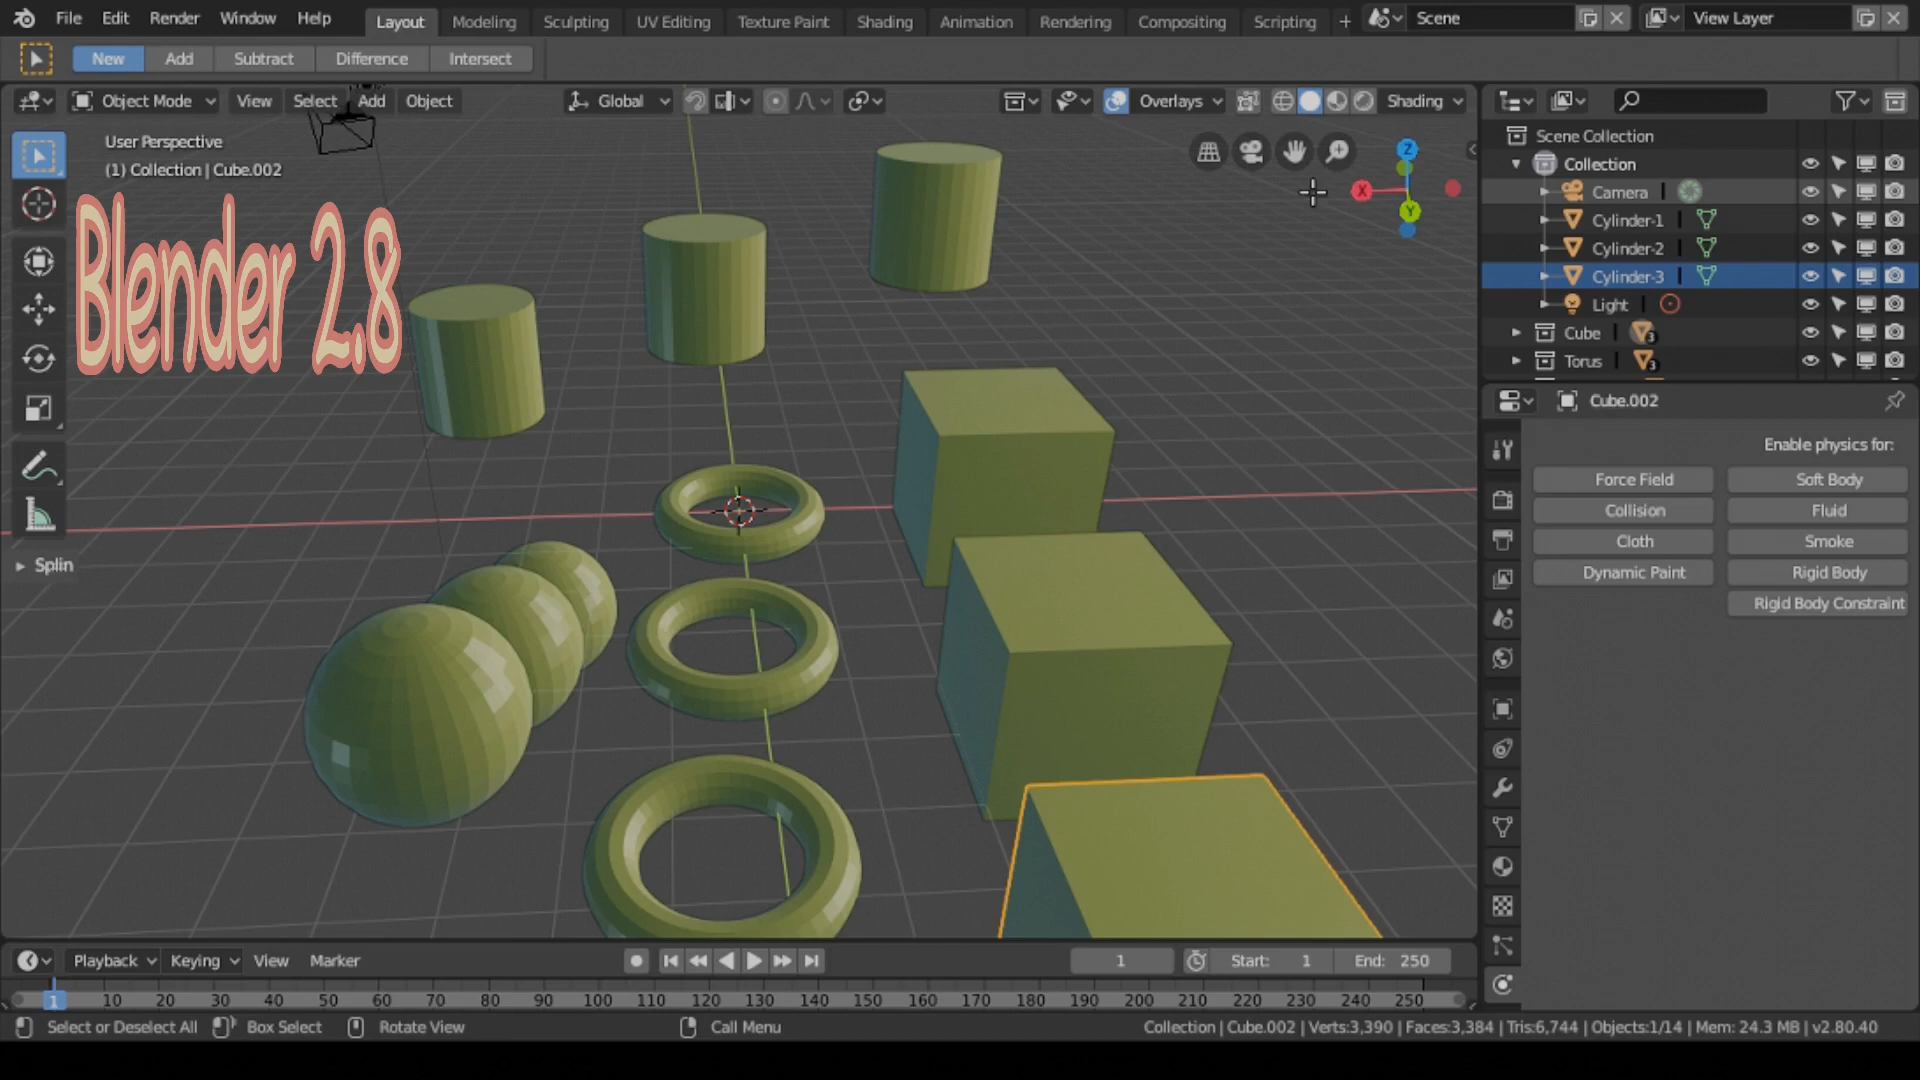 File Edit Render Window Help Layout Modeling Sculpting UV Editing Texture Paint Shading Animation Rendering Compositing Scripting + Scene View Layer
New Add Subtract Difference Intersect
Object Mode View Select Add Object Global Overlays Shading
User Perspective
(1) Collection | Cube.002
Blender 2.8
Z
X
Y
Splin
Scene Collection
Collection
Camera
Cylinder-1
Cylinder-2
Cylinder-3
Light
Cube 3
Torus 3
Cube.002
Enable physics for:
Force Field Soft Body
Collision Fluid
Cloth Smoke
Dynamic Paint Rigid Body
Rigid Body Constraint
Playback Keying View Marker 1 Start: 1 End: 250
1 10 20 30 40 50 60 70 80 90 100 110 120 130 140 150 160 170 180 190 200 210 220 230 240 250
Select or Deselect All Box Select Rotate View Call Menu Collection | Cube.002 | Verts:3,390 | Faces:3,384 | Tris:6,744 | Objects:1/14 | Mem: 24.3 MB | v2.80.40